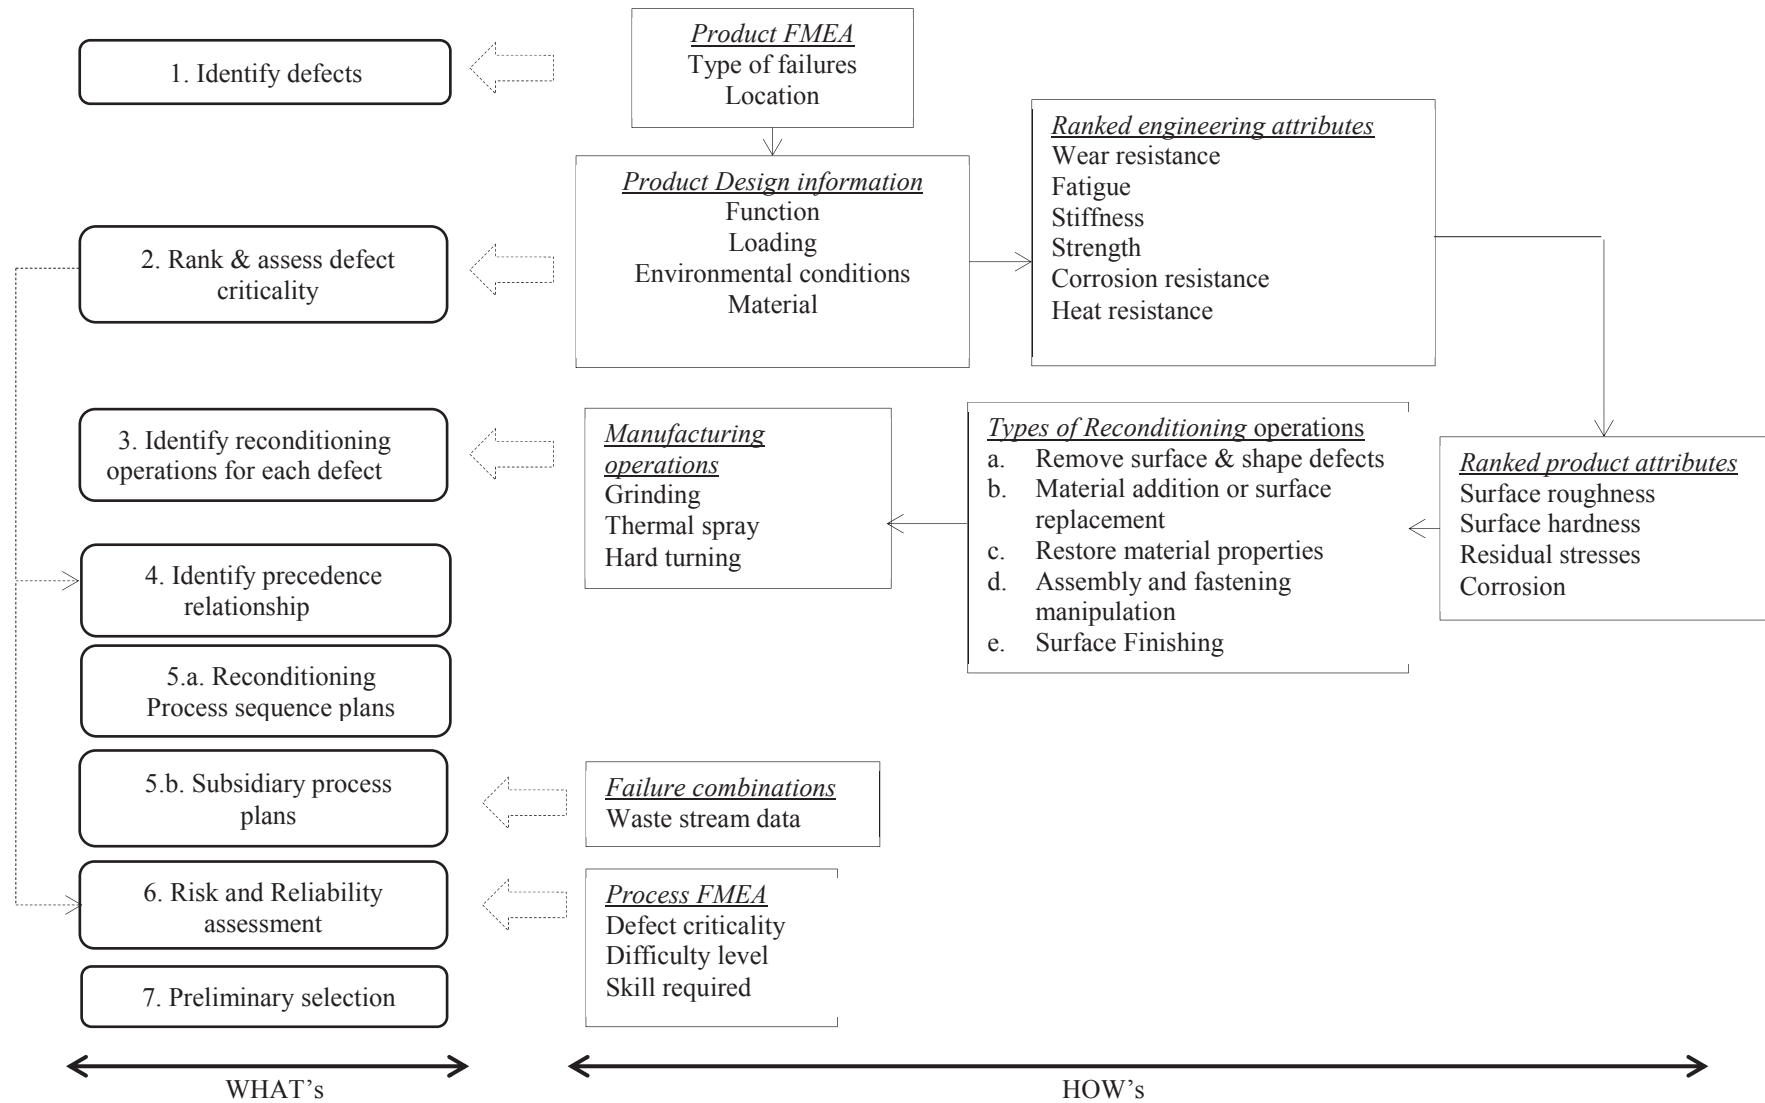 1. Identify defects
Product FMEA
Type of failures
Location
2. Rank & assess defect
criticality
Product Design information
Function
Loading
Environmental conditions
Material
Ranked engineering attributes
Wear resistance
Fatigue
Stiffness
Strength
Corrosion resistance
Heat resistance
3. Identify reconditioning
operations for each defect
Manufacturing
operations
Grinding
Thermal spray
Hard turning
Types of Reconditioning operations
a. Remove surface & shape defects
b. Material addition or surface
replacement
c. Restore material properties
d. Assembly and fastening
manipulation
e. Surface Finishing
Ranked product attributes
Surface roughness
Surface hardness
Residual stresses
Corrosion
4. Identify precedence
relationship
5.a. Reconditioning
Process sequence plans
5.b. Subsidiary process
plans
Failure combinations
Waste stream data
6. Risk and Reliability
assessment
Process FMEA
Defect criticality
Difficulty level
Skill required
7. Preliminary selection
WHAT’s
HOW’s